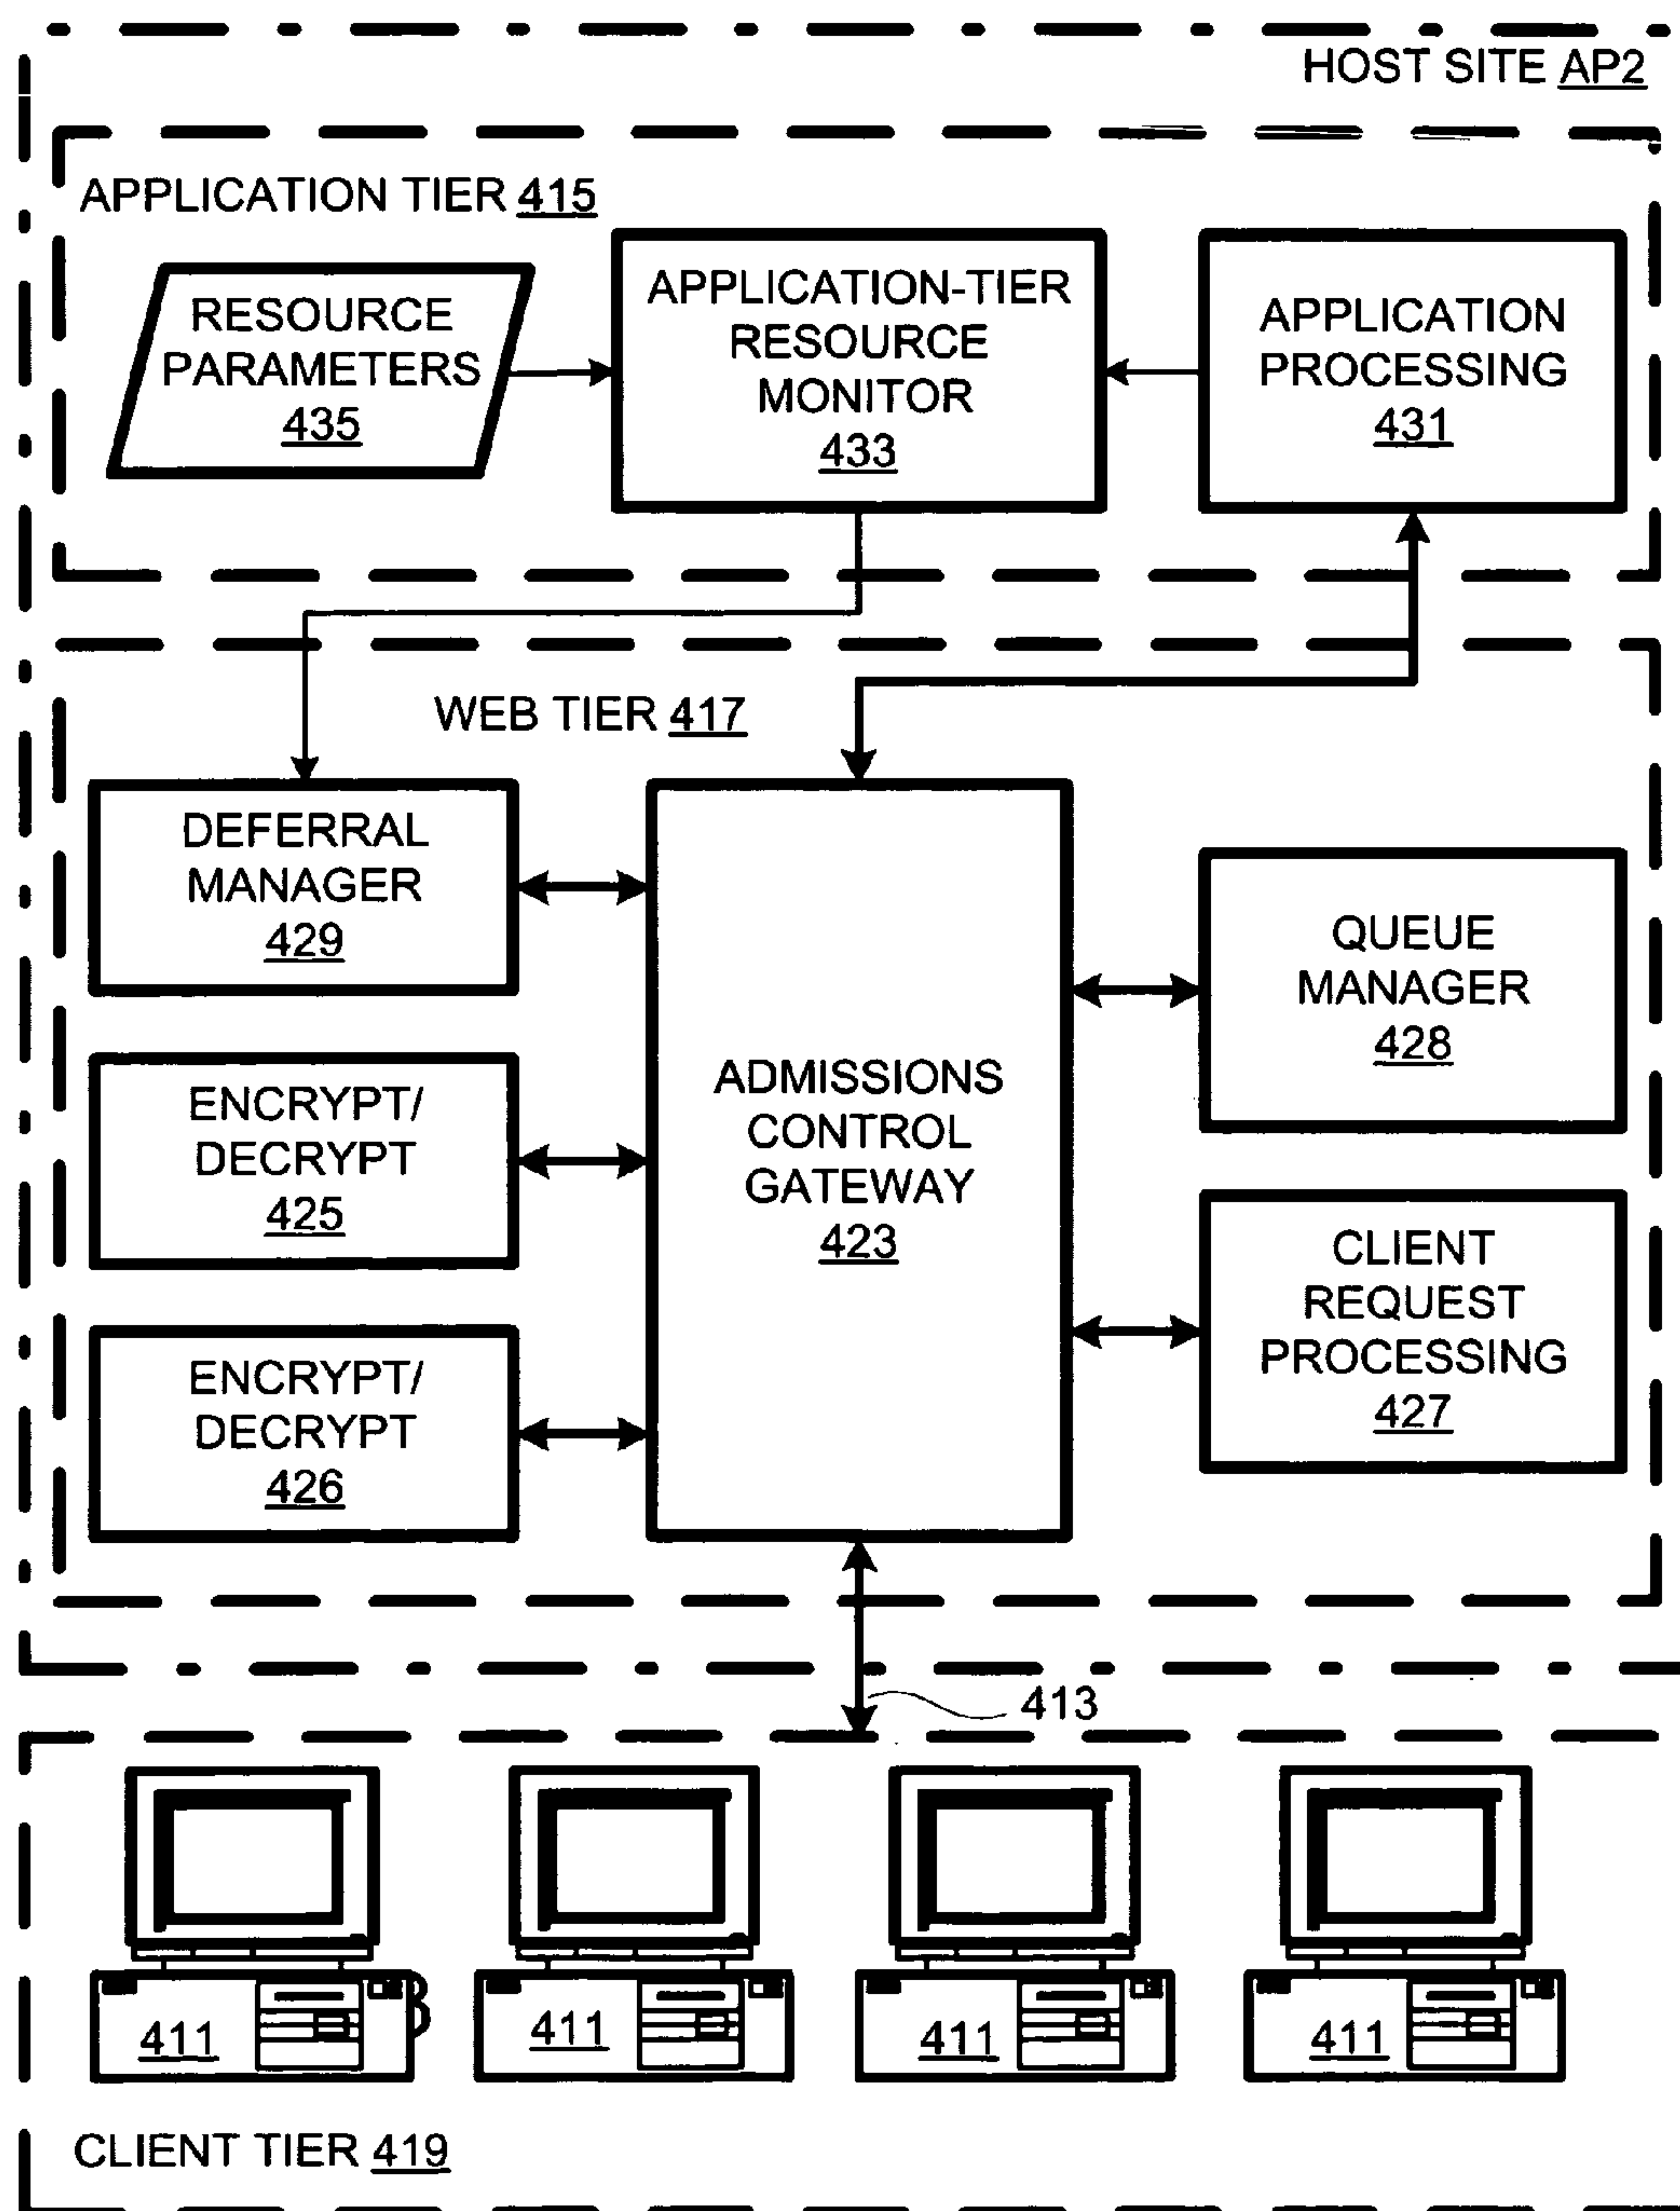 HOST SITE AP2
APPLICATION TIER 415
RESOURCE
PARAMETERS
435
APPLICATION-TIER
RESOURCE
MONITOR
433
APPLICATION
PROCESSING
431
WEB TIER 417
DEFERRAL
MANAGER
429
ENCRYPT/
DECRYPT
425
ENCRYPT/
DECRYPT
426
ADMISSIONS
CONTROL
GATEWAY
423
QUEUE
MANAGER
428
CLIENT
REQUEST
PROCESSING
427
413
411
411
411
411
CLIENT TIER 419